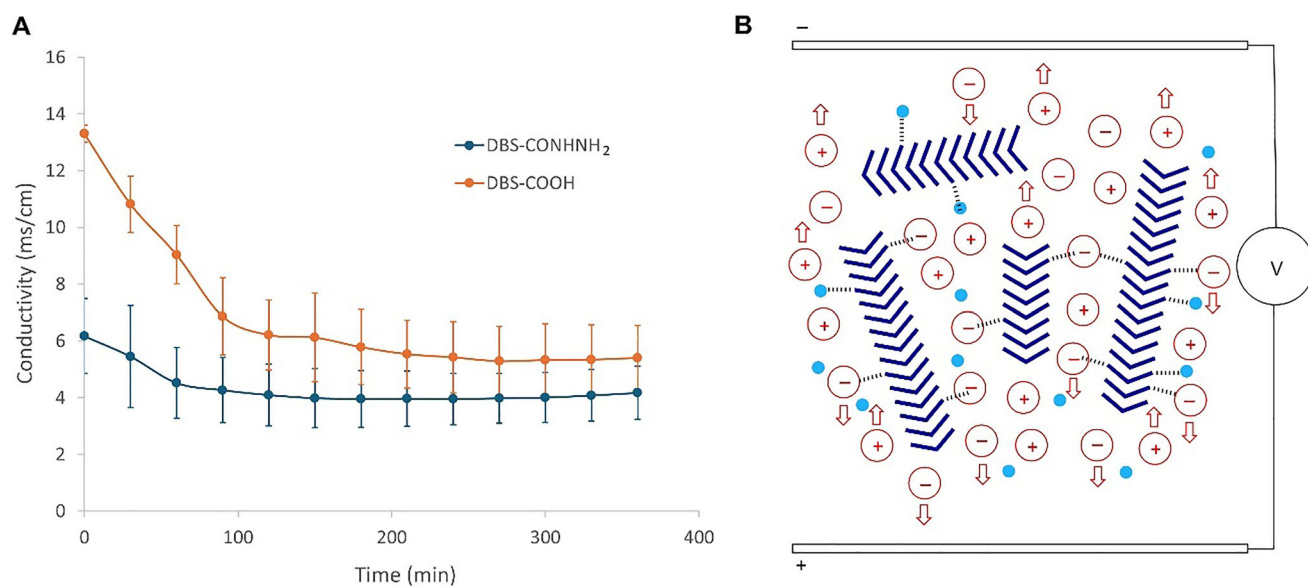 A
B
16
14
12
10
8
6
4
2
0
Conductivity (ms/cm)
0 100 200 300 400
Time (min)
DBS-CONHNH₂
DBS-COOH
−
V
+